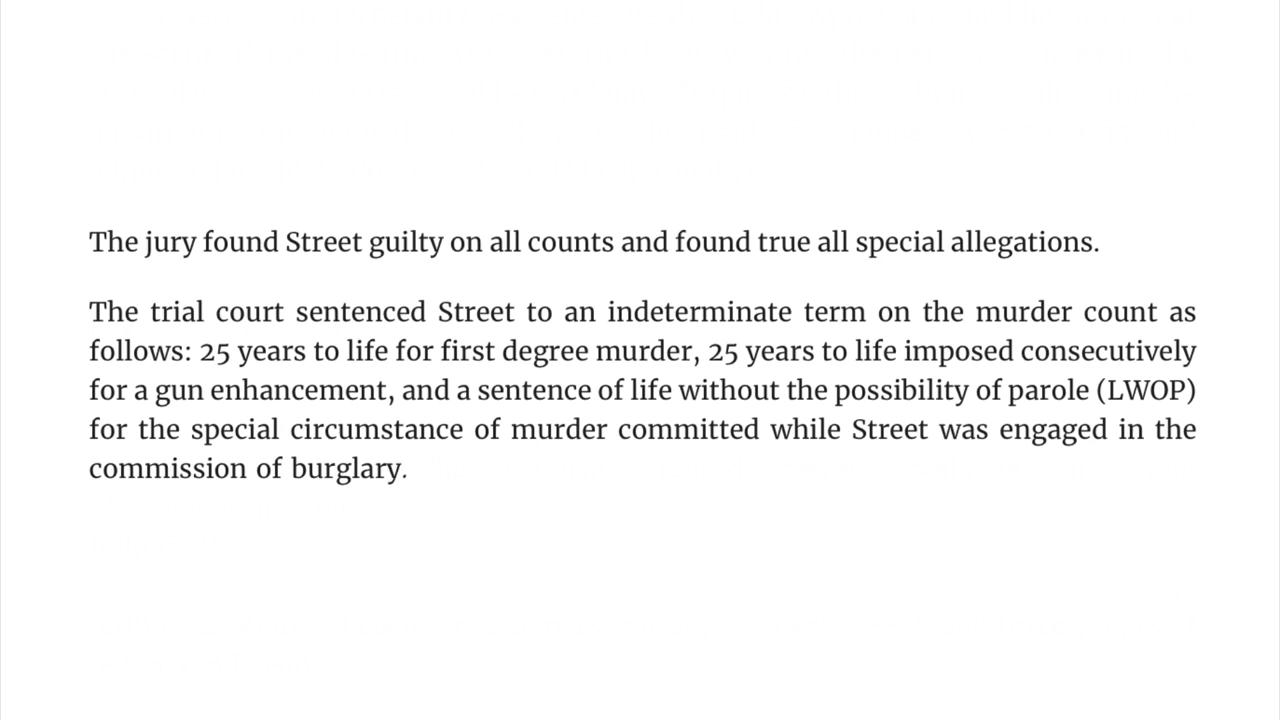 The jury found Street guilty on all counts and found true all special allegations.
The trial court sentenced Street to an indeterminate term on the murder count as
follows: 25 years to life for first degree murder, 25 years to life imposed consecutively
for a gun enhancement, and a sentence of life without the possibility of parole (LWOP)
for the special circumstance of murder committed while Street was engaged in the
commission of burglary.